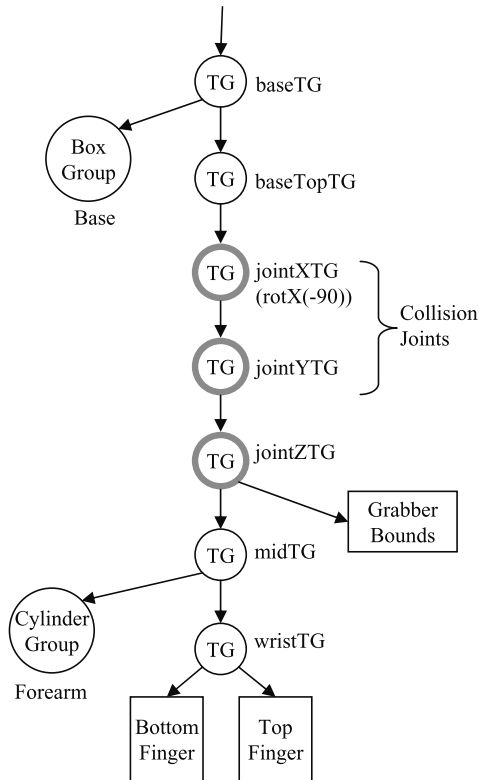 TG
baseTG
Box
Group
Base
TG
baseTopTG
TG
jointXTG
(rotX(-90))
Collision
Joints
TG
jointYTG
TG
jointZTG
Grabber
Bounds
TG
midTG
Cylinder
Group
Forearm
TG
wristTG
Bottom
Finger
Top
Finger